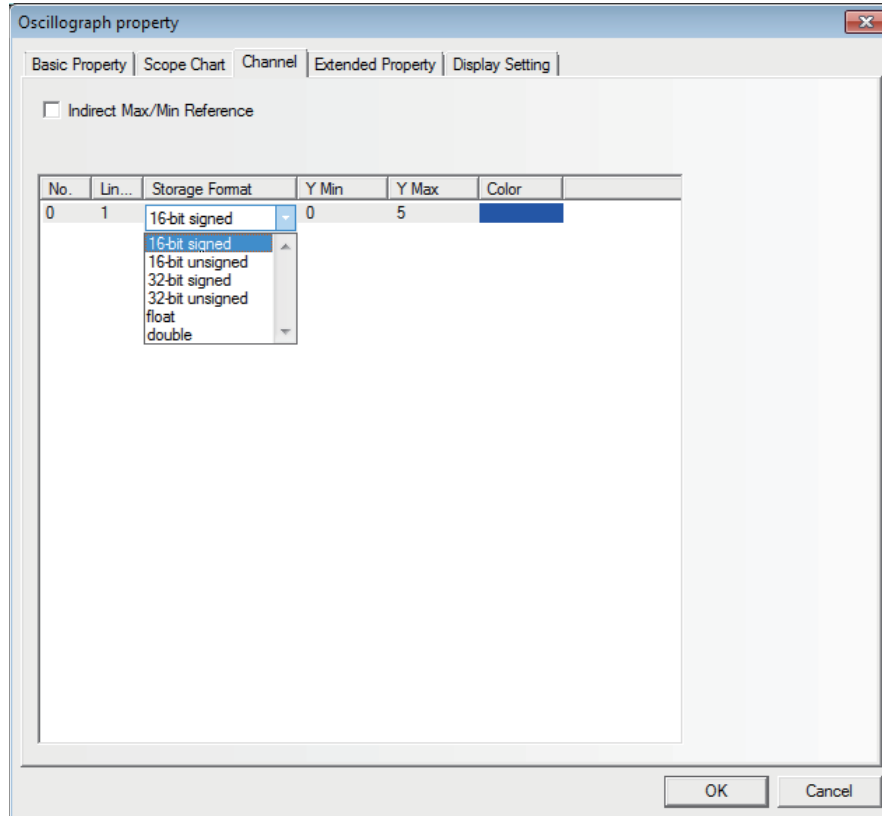 Oscillograph property
Basic Property Scope Chart Channel Extended Property Display Setting
Indirect Max/Min Reference
No. Lin... Storage Format Y Min Y Max Color
0 1 16-bit signed 0 5
16-bit signed
16-bit unsigned
32-bit signed
32-bit unsigned
float
double
OK Cancel